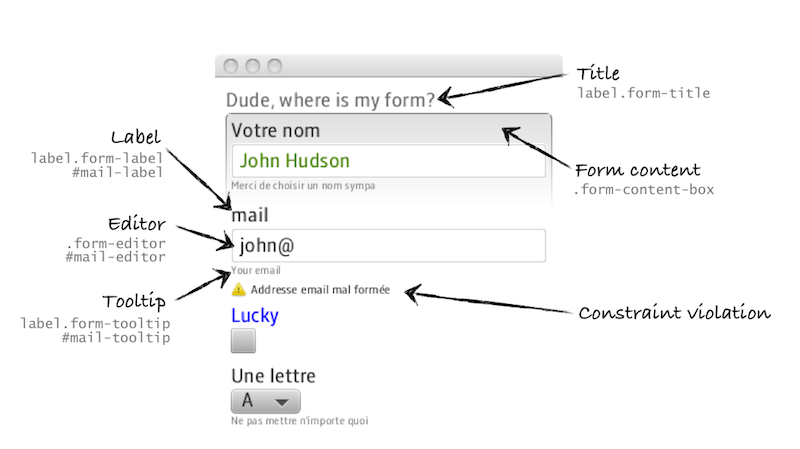 Title
label.form-title
Dude, where is my form?
Label
label.form-label
#mail-label
Votre nom
John Hudson
Merci de choisir un nom sympa
Form content
.form-content-box
mail
Editor
.form-editor
#mail-editor
john@
Your email
Tooltip
label.form-tooltip
#mail-tooltip
Addresse email mal formée
Constraint violation
Lucky
Une lettre
A
Ne pas mettre n'importe quoi